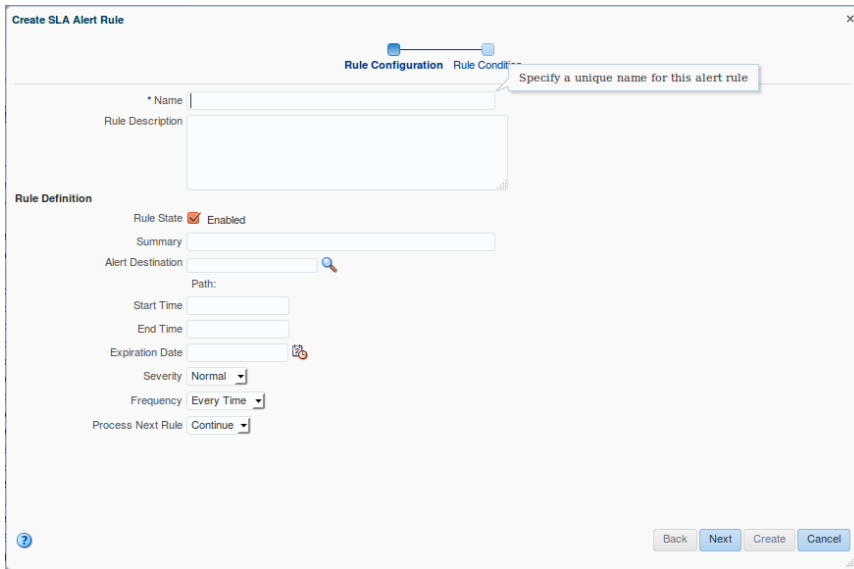 Create SLA Alert Rule
Rule Configuration Rule Condition
Specify a unique name for this alert rule
* Name
Rule Description
Rule Definition
Rule State Enabled
Summary
Alert Destination
Path:
Start Time
End Time
Expiration Date
Severity Normal
Frequency Every Time
Process Next Rule Continue
Back Next Create Cancel